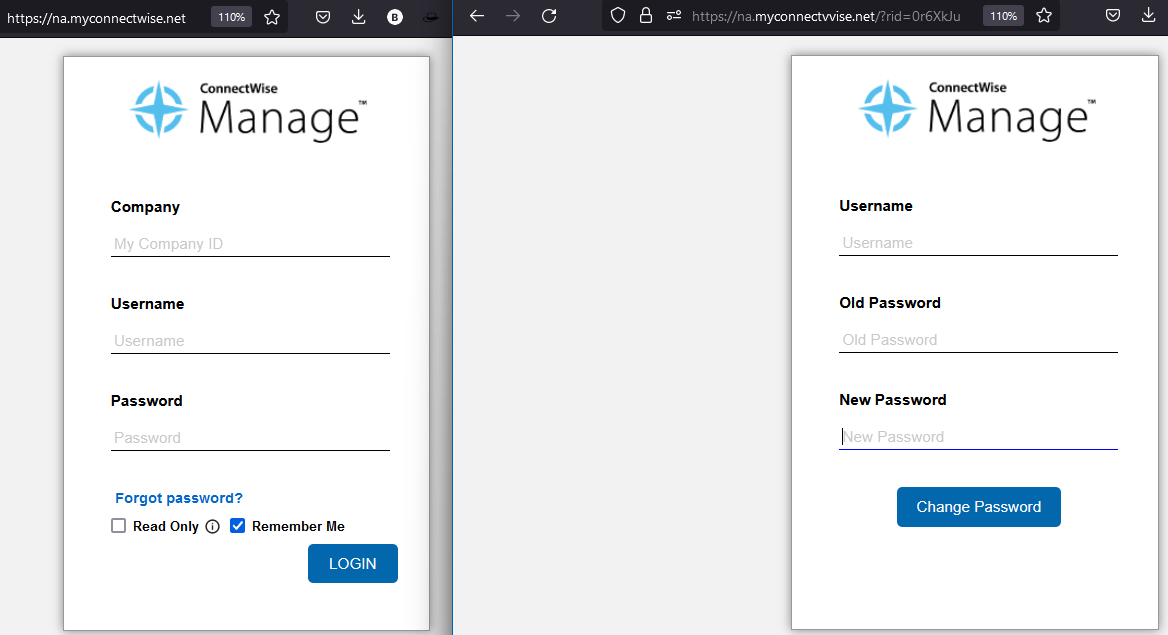 https://na.myconnectwise.net
110%
B
ConnectWise
Manage™
Company
My Company ID
Username
Username
Password
Password
Forgot password?
Read Only
Remember Me
LOGIN
https://na.myconnectvvise.net/?rid=0r6XkJu
110%
ConnectWise
Manage™
Username
Username
Old Password
Old Password
New Password
New Password
Change Password